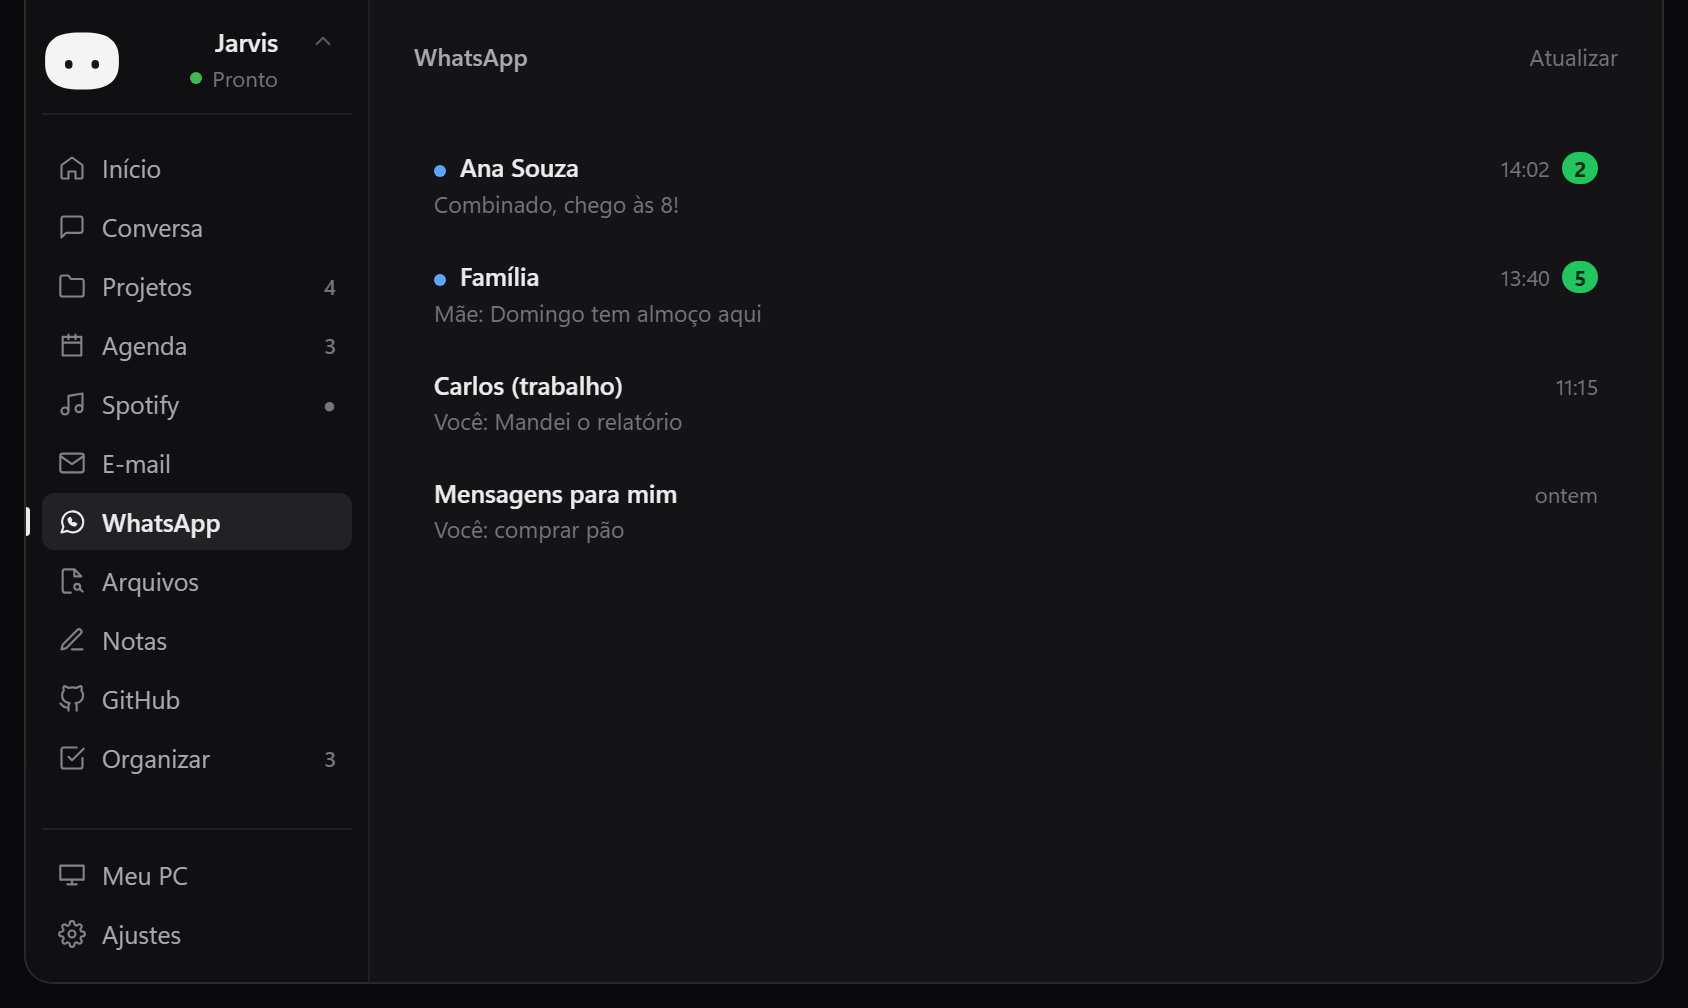 Jarvis
Pronto
Início
Conversa
Projetos 4
Agenda 3
Spotify
E-mail
WhatsApp
Arquivos
Notas
GitHub
Organizar 3
Meu PC
Ajustes
WhatsApp Atualizar
Ana Souza 14:02 2
Combinado, chego às 8!
Família 13:40 5
Mãe: Domingo tem almoço aqui
Carlos (trabalho) 11:15
Você: Mandei o relatório
Mensagens para mim ontem
Você: comprar pão